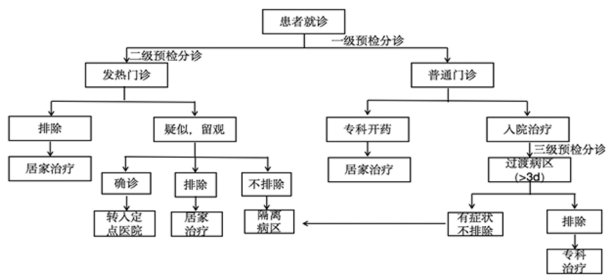 患者就诊
一级预检分诊
二级预检分诊
发热门诊
普通门诊
排除
疑似，留观
专科开药
入院治疗
三级预检分诊
居家治疗
居家治疗
过渡病区
(>3d)
确诊
排除
不排除
转入定
点医院
居家
治疗
隔离
病区
有症状
不排除
排除
专科
治疗